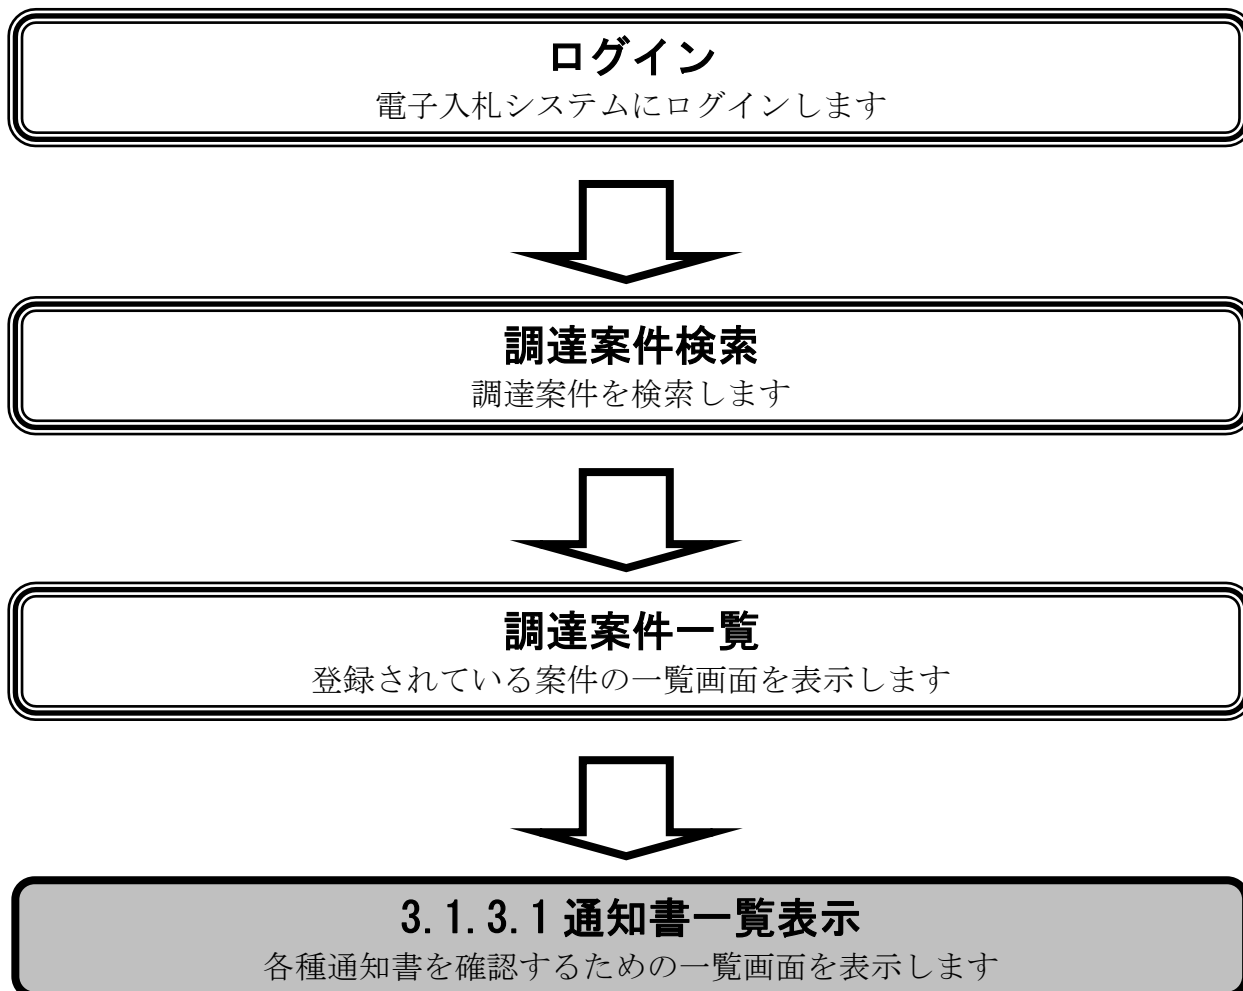 ログイン
電子入札システムにログインします
調達案件検索
調達案件を検索します
調達案件一覧
登録されている案件の一覧画面を表示します
3.1.3.1 通知書一覧表示
各種通知書を確認するための一覧画面を表示します